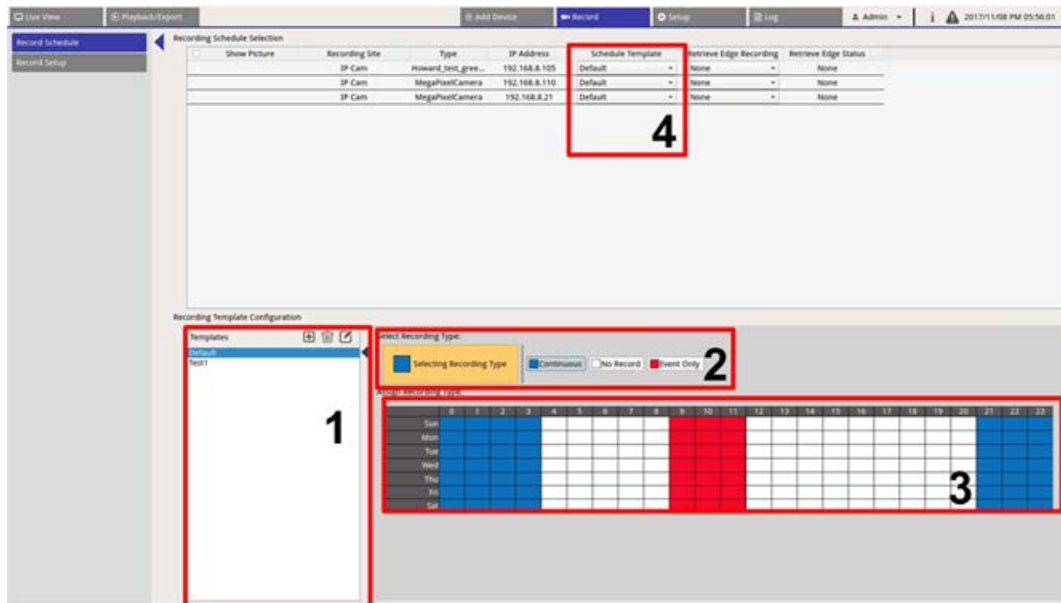 Live View Playback/Export Add Device Record Setup Log Admin i 2017/11/08 PM 05:56:01
Record Schedule
Record Setup
Recording Schedule Selection
Show Picture Recording Site Type IP Address Schedule Template Retrieve Edge Recording Retrieve Edge Status
IP Cam Howard_test_gree... 192.168.8.105 Default None None
IP Cam MegaPixelCamera 192.168.8.110 Default None None
IP Cam MegaPixelCamera 192.168.8.21 Default None None
4
Recording Template Configuration
Templates
Default
Test1
1
Select Recording Type:
Selecting Recording Type Continuous No Record Event Only
2
Assign Recording Type:
0 1 2 3 4 5 6 7 8 9 10 11 12 13 14 15 16 17 18 19 20 21 22 23
Sun
Mon
Tue
Wed
Thu
Fri
Sat
3